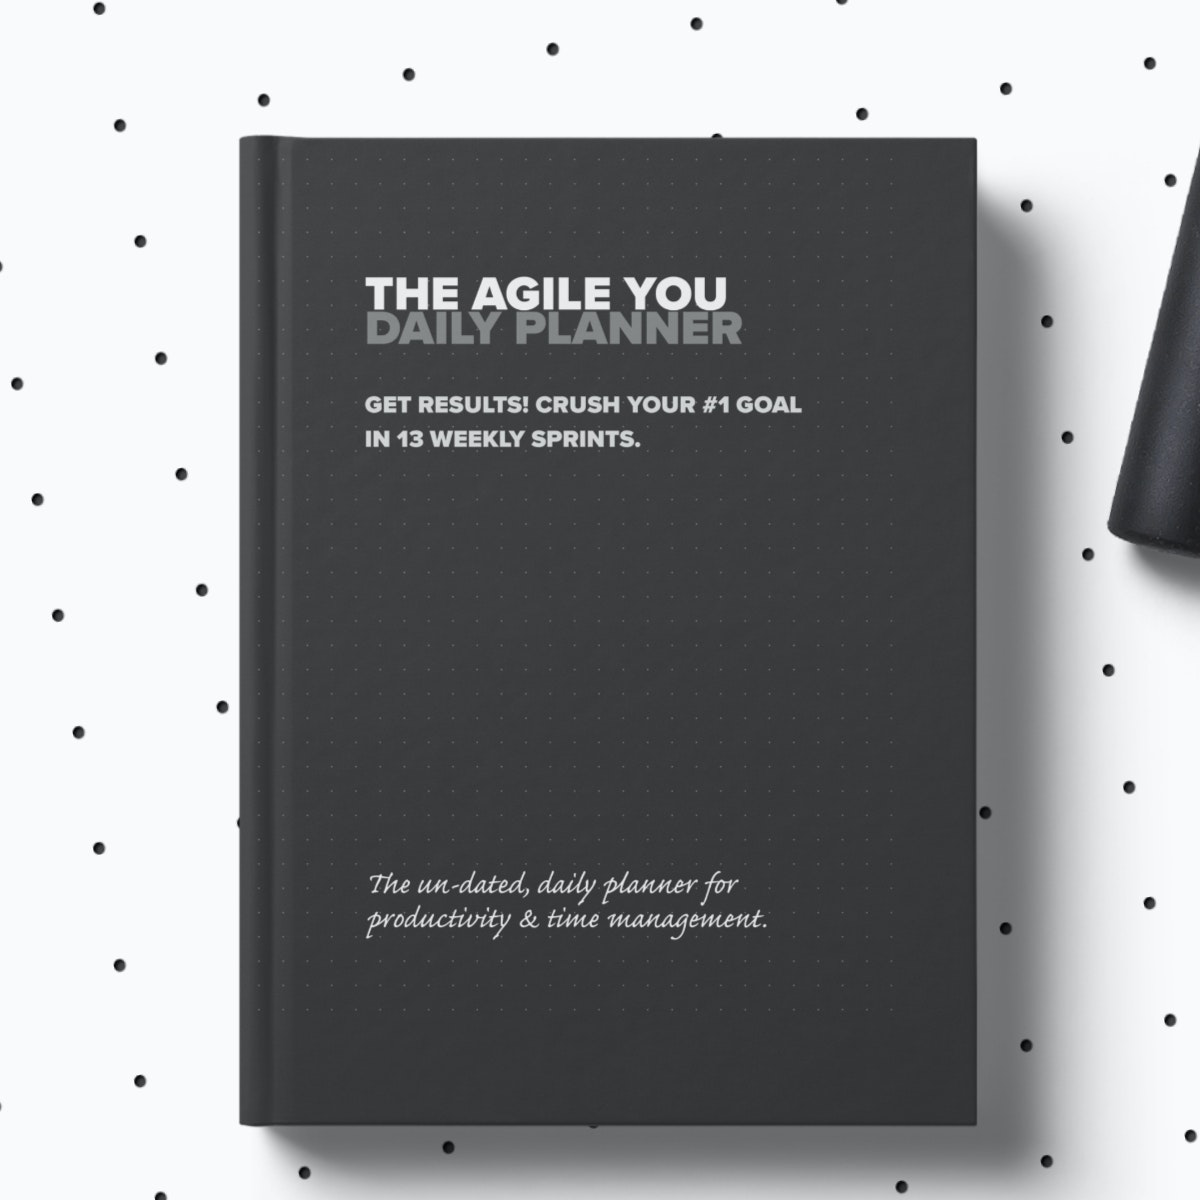 THE AGILE YOU
DAILY PLANNER
GET RESULTS! CRUSH YOUR #1 GOAL
IN 13 WEEKLY SPRINTS.
The un-dated, daily planner for
productivity & time management.